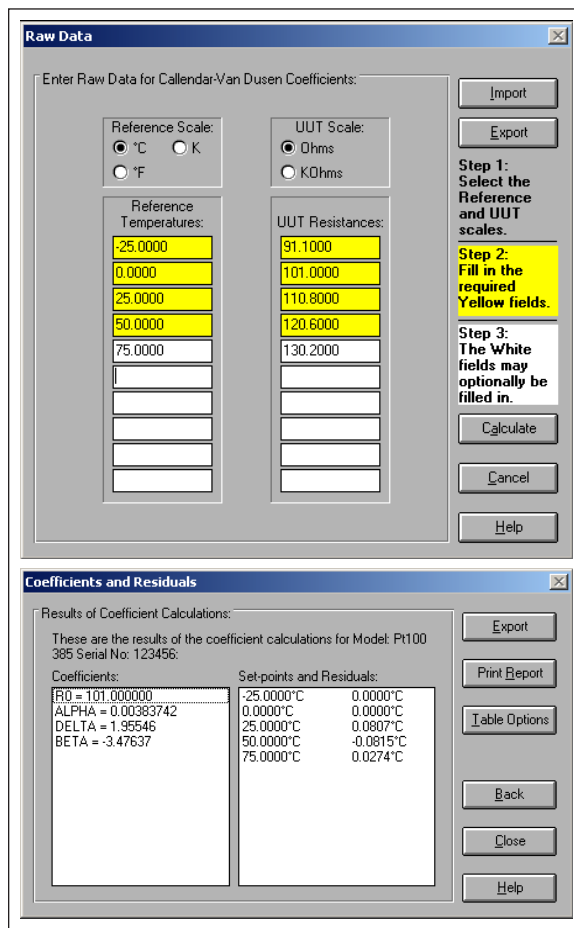 Raw Data
Enter Raw Data for Callendar-Van Dusen Coefficients:
Reference Scale:
°C K
°F
UUT Scale:
Ohms
KOhms
Reference
Temperatures:
UUT Resistances:
-25.0000 91.1000
0.0000 101.0000
25.0000 110.8000
50.0000 120.6000
75.0000 130.2000
Import
Export
Step 1:
Select the
Reference
and UUT
scales.
Step 2:
Fill in the
required
Yellow fields.
Step 3:
The White
fields may
optionally be
filled in.
Calculate
Cancel
Help
Coefficients and Residuals
Results of Coefficient Calculations:
These are the results of the coefficient calculations for Model: Pt100
385 Serial No: 123456:
Coefficients:
R0 = 101.000000
ALPHA = 0.00383742
DELTA = 1.95546
BETA = -3.47637
Set-points and Residuals:
-25.0000°C 0.0000°C
0.0000°C 0.0000°C
25.0000°C 0.0807°C
50.0000°C -0.0815°C
75.0000°C 0.0274°C
Export
Print Report
Table Options
Back
Close
Help